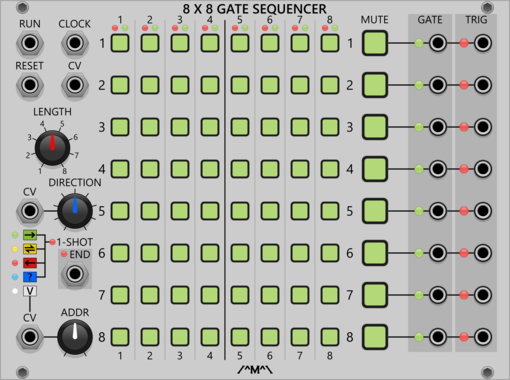 8 X 8 GATE SEQUENCER
RUN CLOCK 1 2 3 4 5 6 7 8 MUTE GATE TRIG
1 1
RESET CV 2 2
LENGTH
3 3
1 2 3 4 5 6 7 8
4 4
DIRECTION
CV 5 5
1-SHOT
END
? 6 6
V 7 7
CV ADDR 8 8
1 2 3 4 5 6 7 8
/^M^\